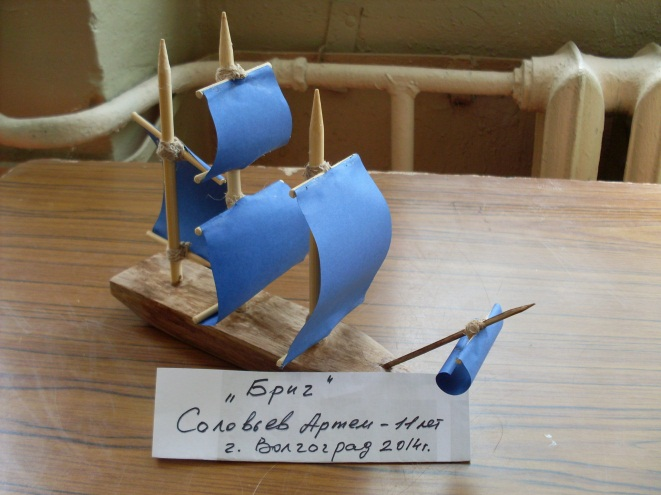 „Бриг"
Соловьев Артем - 11 лет
г. Волгоград 2014г.